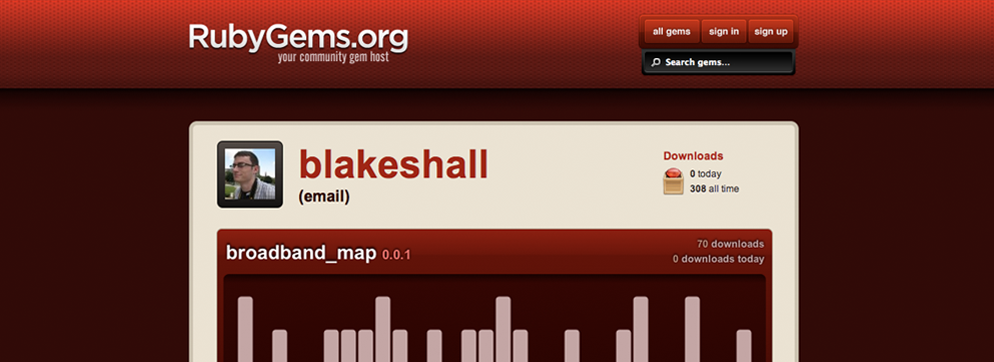 RubyGems.org
your community gem host
all gems
sign in
sign up
Search gems...
blakeshall
(email)
Downloads
0 today
308 all time
broadband_map 0.0.1
70 downloads
0 downloads today